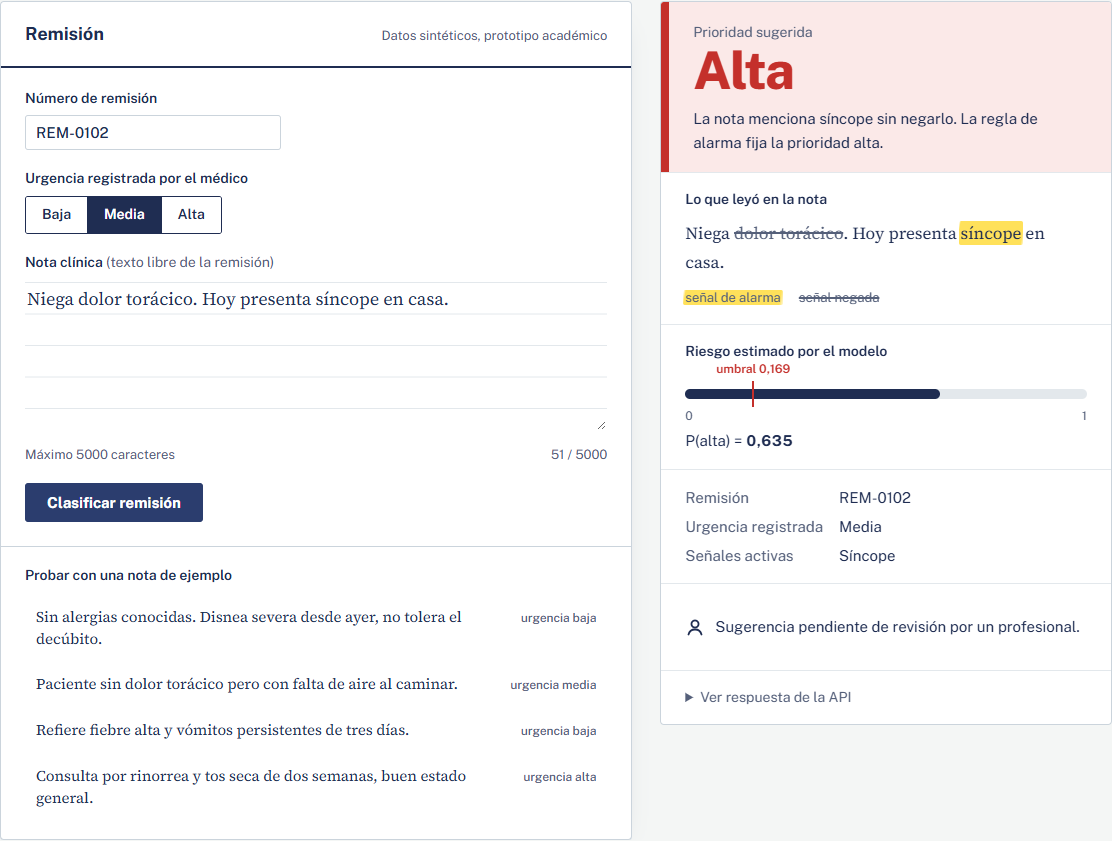 Remisión
Datos sintéticos, prototipo académico
Número de remisión
REM-0102
Urgencia registrada por el médico
Baja
Media
Alta
Nota clínica (texto libre de la remisión)
Niega dolor torácico. Hoy presenta síncope en casa.
Máximo 5000 caracteres
51 / 5000
Clasificar remisión
Probar con una nota de ejemplo
Sin alergias conocidas. Disnea severa desde ayer, no tolera el
decúbito.
urgencia baja
Paciente sin dolor torácico pero con falta de aire al caminar.
urgencia media
Refiere fiebre alta y vómitos persistentes de tres días.
urgencia baja
Consulta por rinorrea y tos seca de dos semanas, buen estado
general.
urgencia alta
Prioridad sugerida
Alta
La nota menciona síncope sin negarlo. La regla de
alarma fija la prioridad alta.
Lo que leyó en la nota
Niega dolor torácico. Hoy presenta síncope en
casa.
señal de alarma
señal negada
Riesgo estimado por el modelo
umbral 0,169
0
1
P(alta) = 0,635
Remisión
REM-0102
Urgencia registrada
Media
Señales activas
Síncope
Sugerencia pendiente de revisión por un profesional.
Ver respuesta de la API